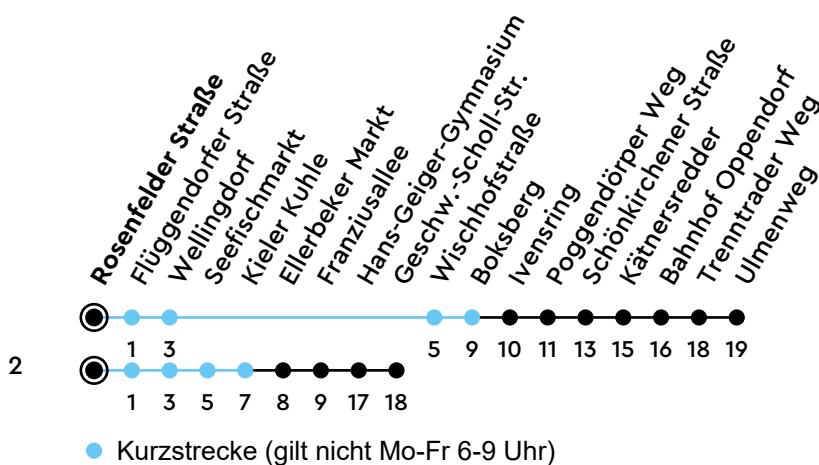 Rosenfelder Straße
Flüggendorfer Straße
Wellingdorf
Seefischmarkt
Kieler Kuhle
Ellerbeker Markt
Franziusallee
Hans-Geiger-Gymnasium
Geschw.-Scholl-Str.
Wischhofstraße
Boksberg
Ivensring
Poggendörper Weg
Schönkirchener Straße
Kätnersredder
Bahnhof Oppendorf
Trenntrader Weg
Ulmenweg
1 3 5 9 10 11 13 15 16 18 19
2
1 3 5 7 8 9 17 18
Kurzstrecke (gilt nicht Mo-Fr 6-9 Uhr)